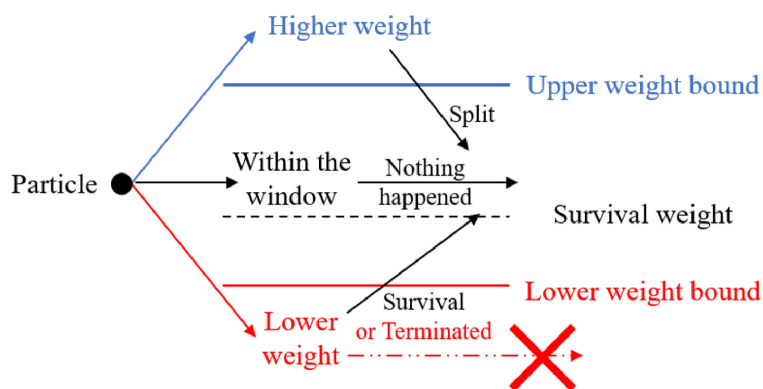 Higher weight
Upper weight bound
Split
Particle
Within the
window
Nothing
happened
Survival weight
Lower weight bound
Survival
or Terminated
Lower
weight